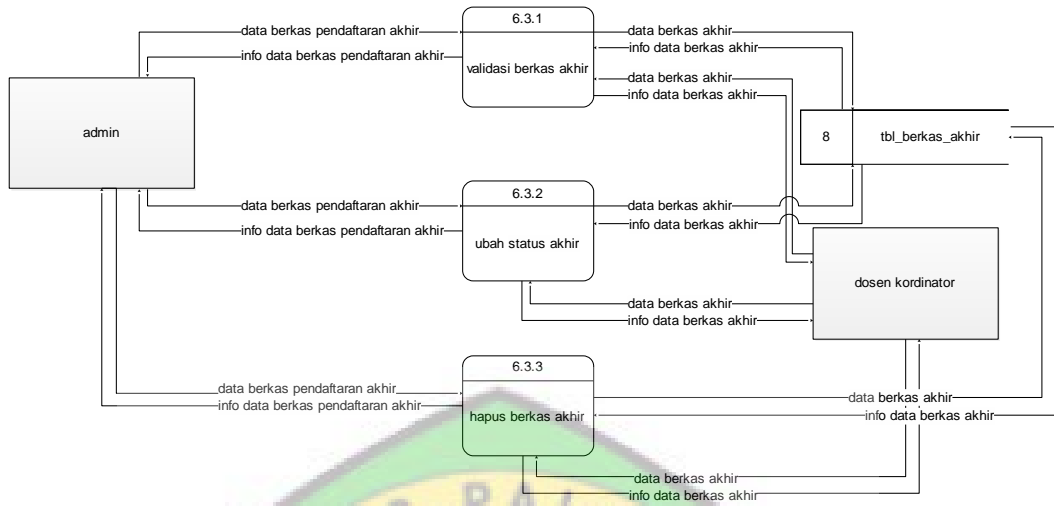 6.3.1
data berkas pendaftaran akhir
data berkas akhir
info data berkas pendaftaran akhir
info data berkas akhir
validasi berkas akhir
data berkas akhir
info data berkas akhir
admin
8
tbl_berkas_akhir
6.3.2
data berkas pendaftaran akhir
data berkas akhir
info data berkas pendaftaran akhir
info data berkas akhir
ubah status akhir
dosen kordinator
data berkas akhir
info data berkas akhir
6.3.3
data berkas pendaftaran akhir
data berkas akhir
info data berkas pendaftaran akhir
info data berkas akhir
hapus berkas akhir
data berkas akhir
info data berkas akhir